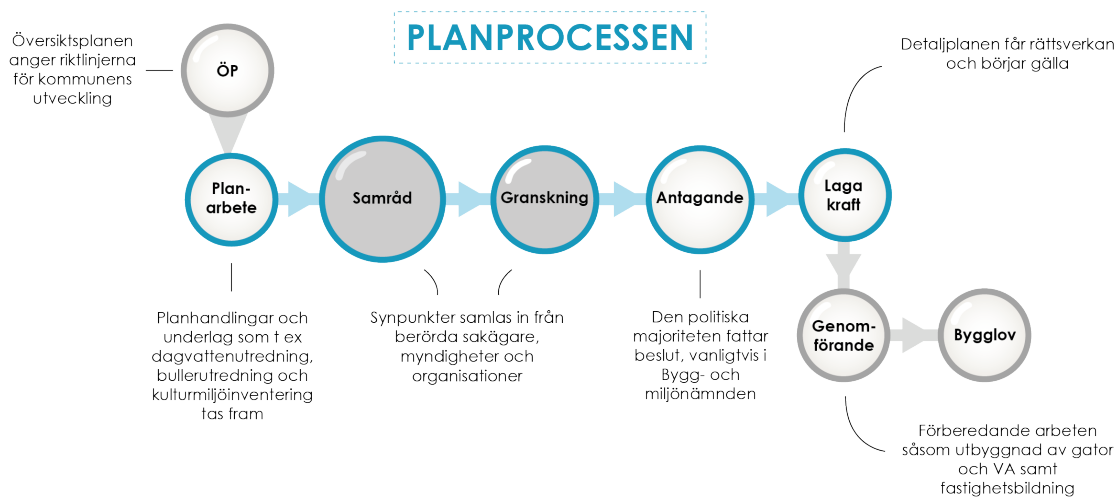 PLANPROCESSEN
Översiktsplanen
anger riktlinjerna
för kommunens
utveckling
ÖP
Detaljplanen får rättsverkan
och börjar gälla
Plan-
arbete
Samråd
Granskning
Antagande
Laga
kraft
Planhandlingar och
underlag som t ex
dagvattenutredning,
bullerutredning och
kulturmiljöinventering
tas fram
Synpunkter samlas in från
berörda sakägare,
myndigheter och
organisationer
Den politiska
majoriteten fattar
beslut, vanligtvis i
Bygg- och
miljönämnden
Genom-
förande
Bygglov
Förberedande arbeten
såsom utbyggnad av gator
och VA samt
fastighetsbildning